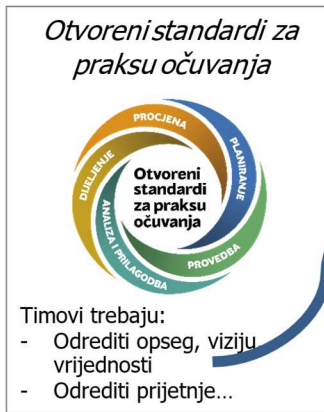 Otvoreni standardi za
praksu očuvanja
PROCJENA
PLANIRANJE
PROVEDBA
ANALIZA I PRILAGODBA
DIJELJENJE
Otvoreni
standardi
za praksu
očuvanja
Timovi trebaju:
- Odrediti opseg, viziju,
vrijednosti
- Odrediti prijetnje…